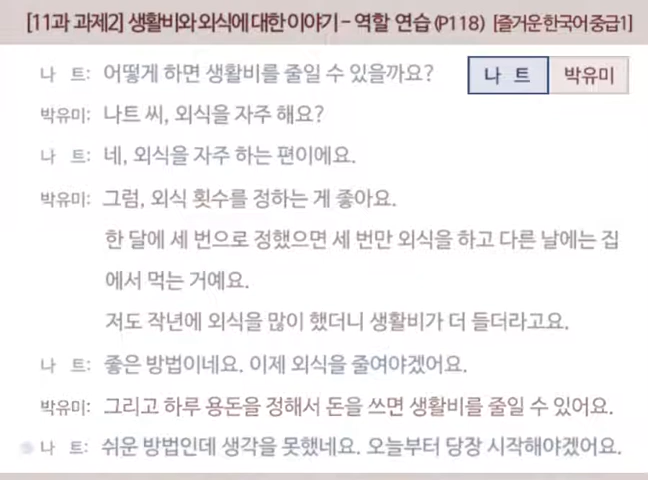 [11과 과제2] 생활비와 외식에 대한 이야기 - 역할 연습 (P118) [즐거운 한국어 중급1]
나 트 박유미
나 트: 어떻게 하면 생활비를 줄일 수 있을까요?
박유미: 나트 씨, 외식을 자주 해요?
나 트: 네, 외식을 자주 하는 편이에요.
박유미: 그럼, 외식 횟수를 정하는 게 좋아요.
한 달에 세 번으로 정했으면 세 번만 외식을 하고 다른 날에는 집
에서 먹는 거예요.
저도 작년에 외식을 많이 했더니 생활비가 더 들더라고요.
나 트: 좋은 방법이네요. 이제 외식을 줄여야겠어요.
박유미: 그리고 하루 용돈을 정해서 돈을 쓰면 생활비를 줄일 수 있어요.
나 트: 쉬운 방법인데 생각을 못했네요. 오늘부터 당장 시작해야겠어요.